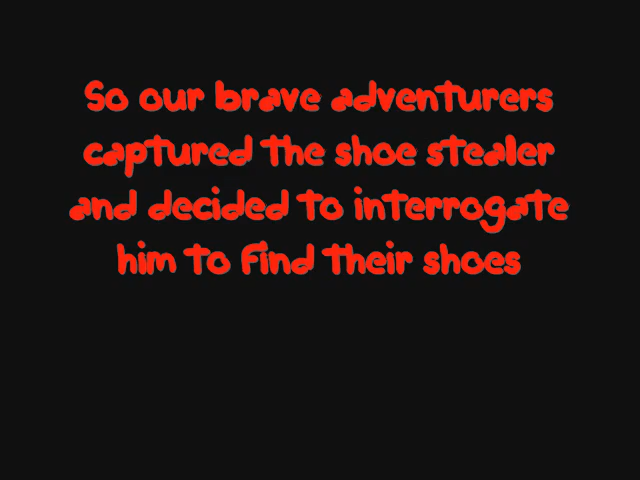 So our brave adventurers
captured the shoe stealer
and decided to interrogate
him to find their shoes